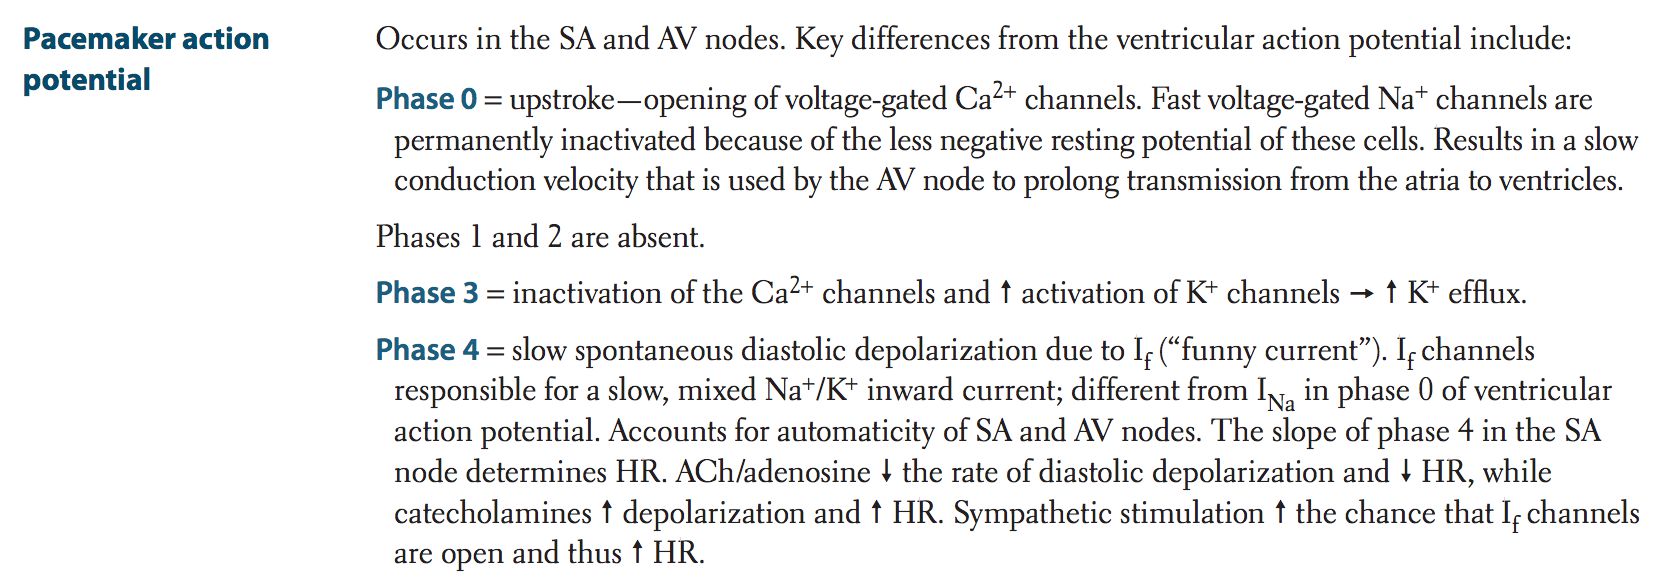 Pacemaker action
potential
Occurs in the SA and AV nodes. Key differences from the ventricular action potential include:
Phase 0 = upstroke—opening of voltage-gated Ca²⁺ channels. Fast voltage-gated Na⁺ channels are
permanently inactivated because of the less negative resting potential of these cells. Results in a slow
conduction velocity that is used by the AV node to prolong transmission from the atria to ventricles.
Phases 1 and 2 are absent.
Phase 3 = inactivation of the Ca²⁺ channels and ↑ activation of K⁺ channels → ↑ K⁺ efflux.
Phase 4 = slow spontaneous diastolic depolarization due to I_f (“funny current”). I_f channels
responsible for a slow, mixed Na⁺/K⁺ inward current; different from I_Na in phase 0 of ventricular
action potential. Accounts for automaticity of SA and AV nodes. The slope of phase 4 in the SA
node determines HR. ACh/adenosine ↓ the rate of diastolic depolarization and ↓ HR, while
catecholamines ↑ depolarization and ↑ HR. Sympathetic stimulation ↑ the chance that I_f channels
are open and thus ↑ HR.